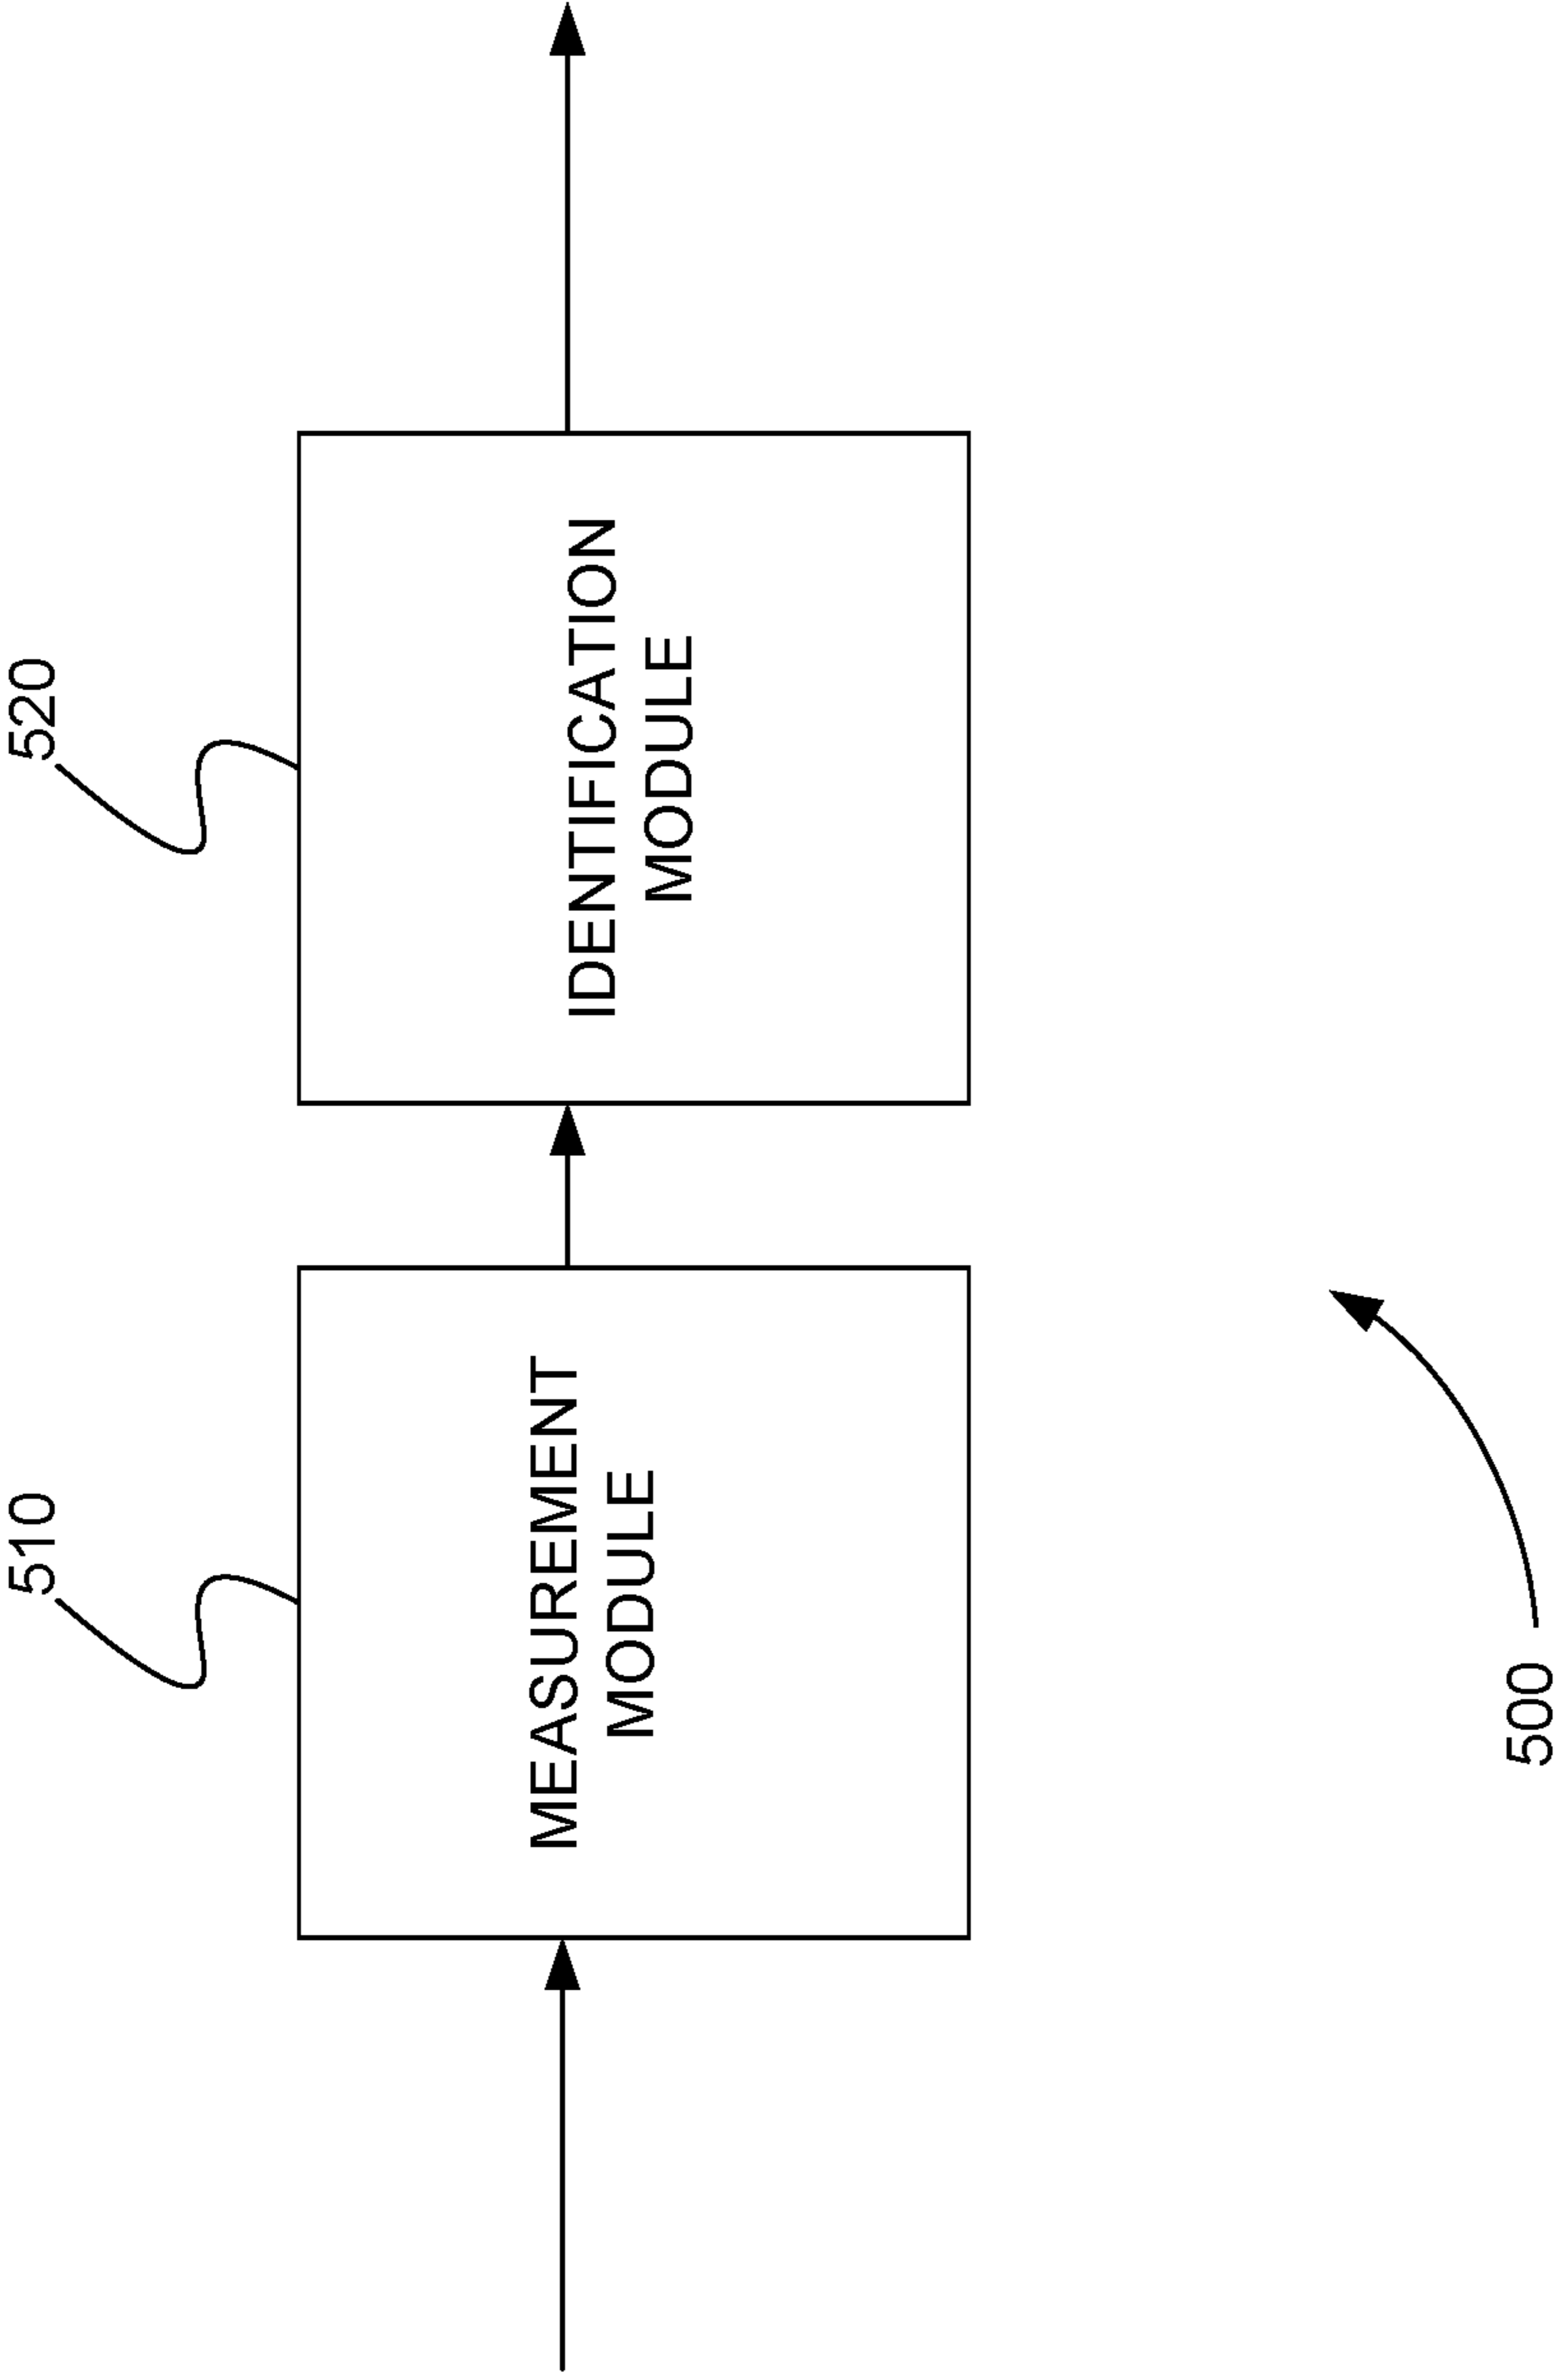 510
520
MEASUREMENT
MODULE
IDENTIFICATION
MODULE
500